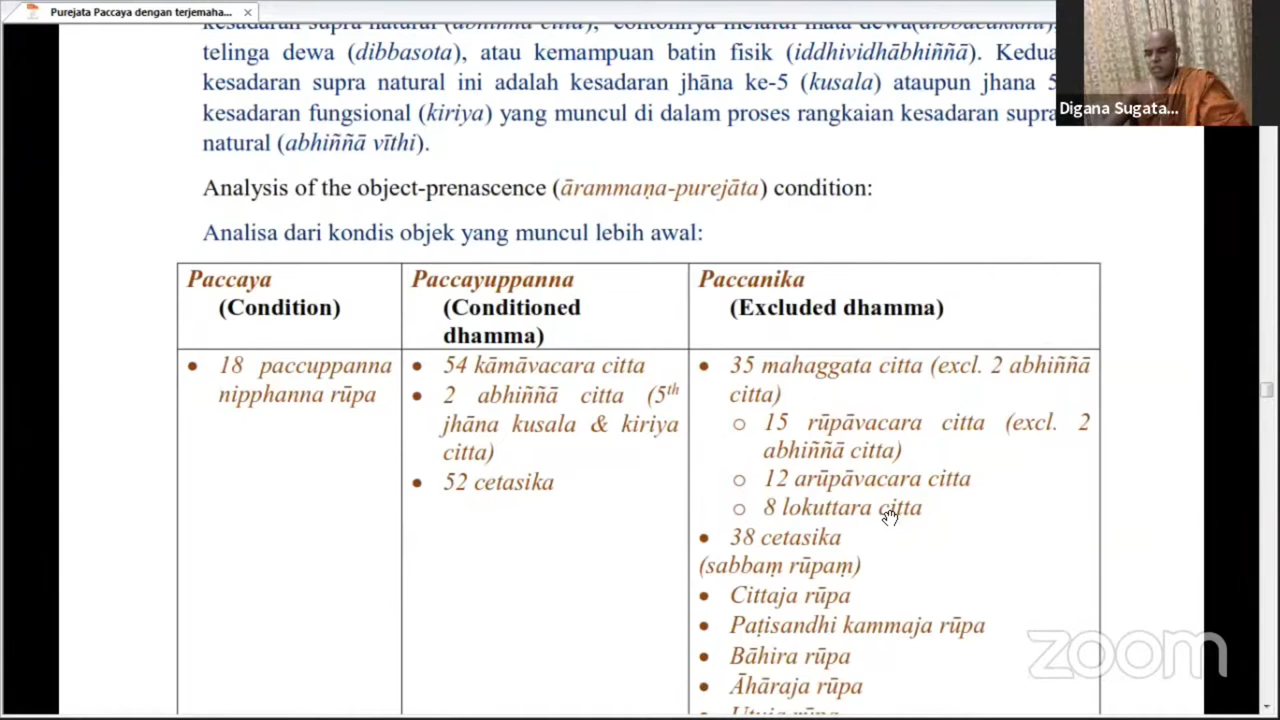 Purejata Paccaya dengan terjemaha...
kesadaran supra natural (abhiññā citta),
telinga dewa (dibbasota), atau kemampuan batin fisik (iddhividhābhiññā). Kedua
kesadaran supra natural ini adalah kesadaran jhāna ke-5 (kusala) ataupun jhana 5
kesadaran fungsional (kiriya) yang muncul di dalam proses rangkaian kesadaran supra
natural (abhiññā vīthi).
Digana Sugata...
Analysis of the object-prenascence (ārammaṇa-purejāta) condition:
Analisa dari kondis objek yang muncul lebih awal:
Paccaya
(Condition)
Paccayuppanna
(Conditioned
dhamma)
Paccanika
(Excluded dhamma)
• 18 paccuppanna
nipphanna rūpa
• 54 kāmāvacara citta
• 2 abhiññā citta (5th
jhāna kusala & kiriya
citta)
• 52 cetasika
• 35 mahaggata citta (excl. 2 abhiññā
citta)
o 15 rūpāvacara citta (excl. 2
abhiññā citta)
o 12 arūpāvacara citta
o 8 lokuttara citta
• 38 cetasika
(sabbaṃ rūpaṃ)
• Cittaja rūpa
• Paṭisandhi kammaja rūpa
• Bāhira rūpa
• Āhāraja rūpa
zoom